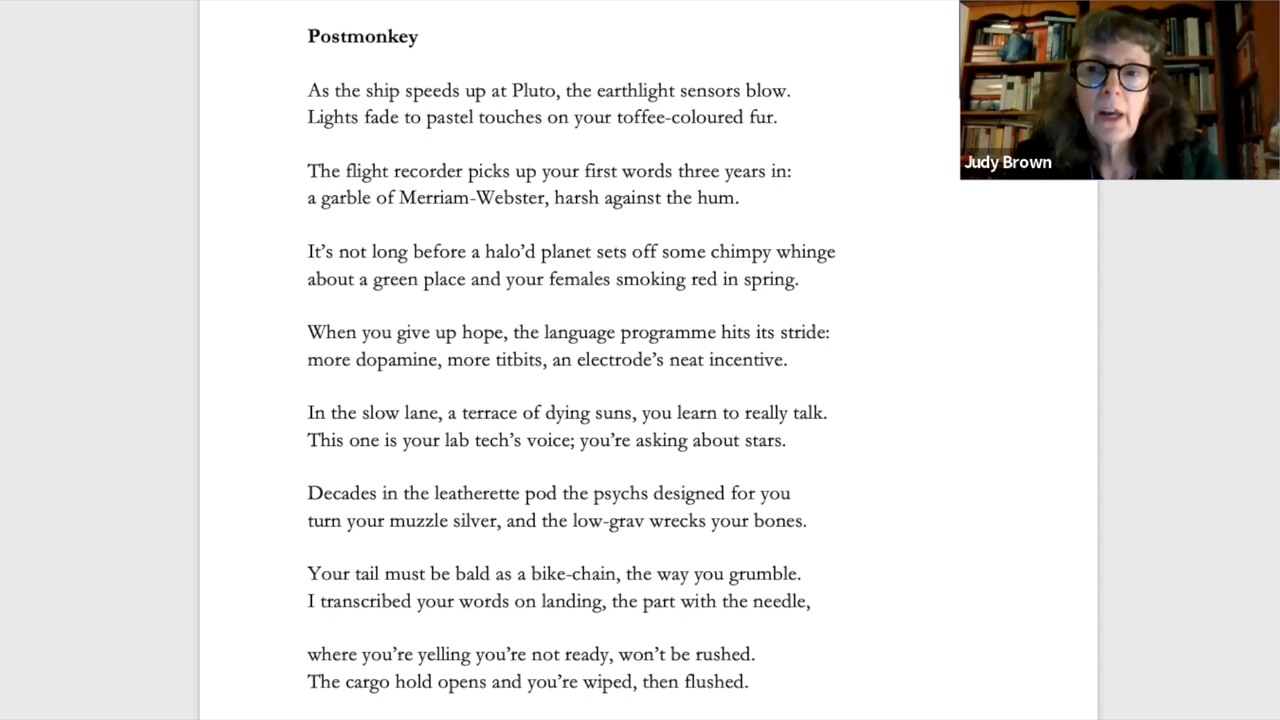 Postmonkey
As the ship speeds up at Pluto, the earthlight sensors blow.
Lights fade to pastel touches on your toffee-coloured fur.
The flight recorder picks up your first words three years in:
a garble of Merriam-Webster, harsh against the hum.
It’s not long before a halo’d planet sets off some chimpy whinge
about a green place and your females smoking red in spring.
When you give up hope, the language programme hits its stride:
more dopamine, more titbits, an electrode’s neat incentive.
In the slow lane, a terrace of dying suns, you learn to really talk.
This one is your lab tech’s voice; you’re asking about stars.
Decades in the leatherette pod the psychs designed for you
turn your muzzle silver, and the low-grav wrecks your bones.
Your tail must be bald as a bike-chain, the way you grumble.
I transcribed your words on landing, the part with the needle,
where you’re yelling you’re not ready, won’t be rushed.
The cargo hold opens and you’re wiped, then flushed.
Judy Brown